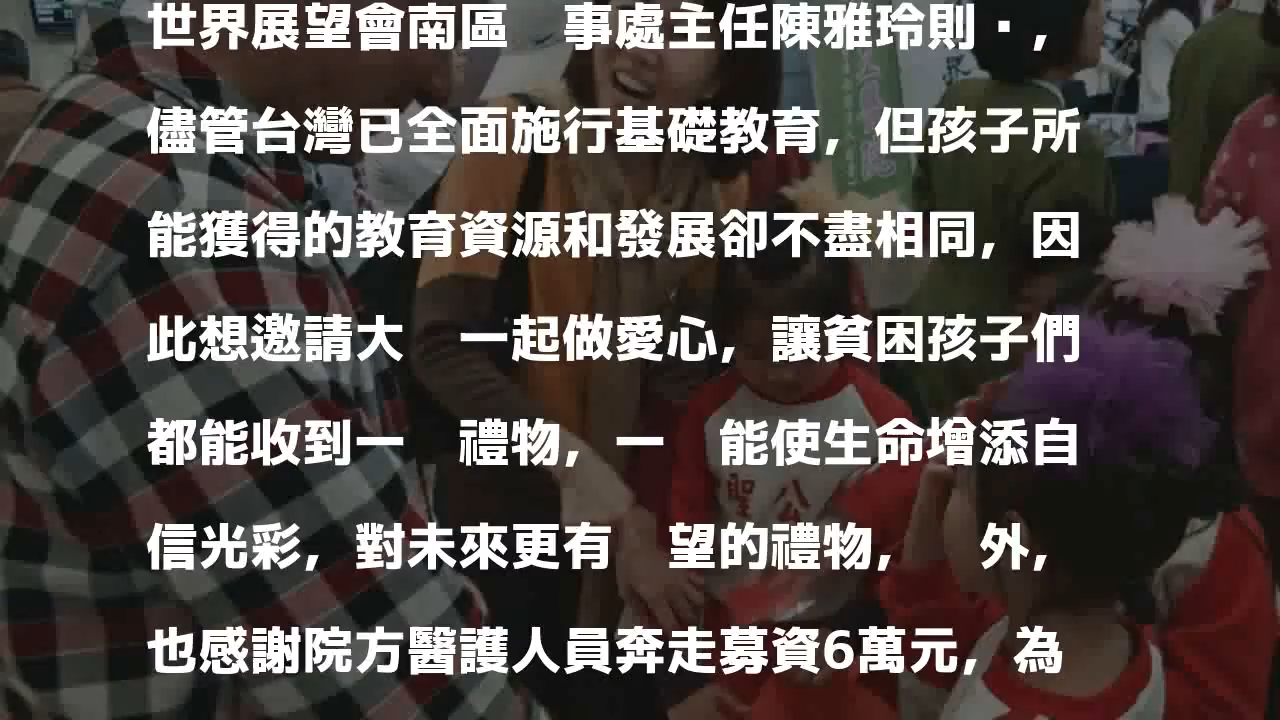 世界展望會南區　事處主任陳雅玲則·，
儘管台灣已全面施行基礎教育，但孩子所
能獲得的教育資源和發展卻不盡相同，因
此想邀請大　一起做愛心，讓貧困孩子們
都能收到一　禮物，一　能使生命增添自
信光彩，對未來更有　望的禮物，　外，
也感謝院方醫護人員奔走募資6萬元，為
聖公